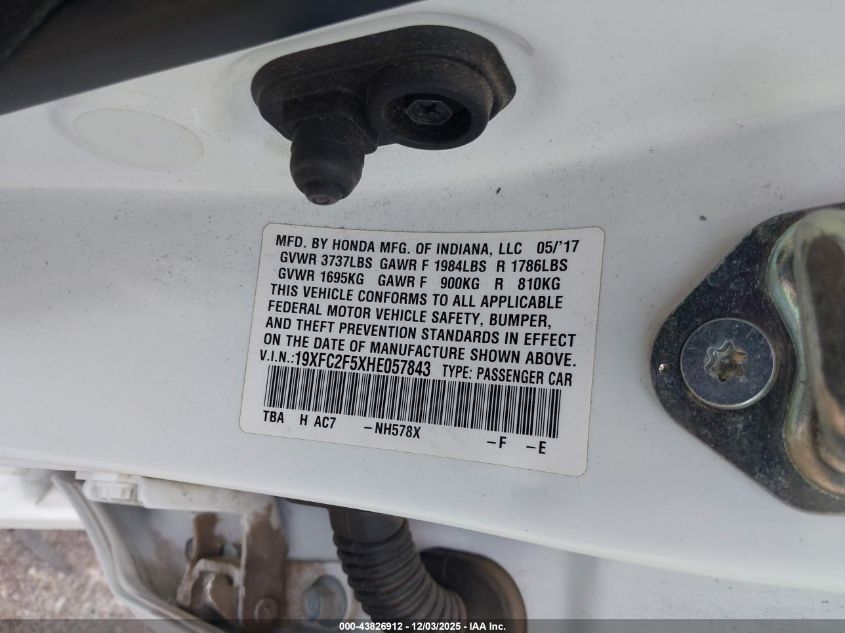 MFD. BY HONDA MFG. OF INDIANA, LLC 05/'17
GVWR 3737LBS GAWR F 1984LBS R 1786LBS
GVWR 1695KG GAWR F 900KG R 810KG
THIS VEHICLE CONFORMS TO ALL APPLICABLE
FEDERAL MOTOR VEHICLE SAFETY, BUMPER,
AND THEFT PREVENTION STANDARDS IN EFFECT
ON THE DATE OF MANUFACTURE SHOWN ABOVE.
V.I.N.:19XFC2F5XHE057843 TYPE: PASSENGER CAR
TBA H AC7 -NH578X -F -E
000-43826912 - 12/03/2025 - IAA Inc.